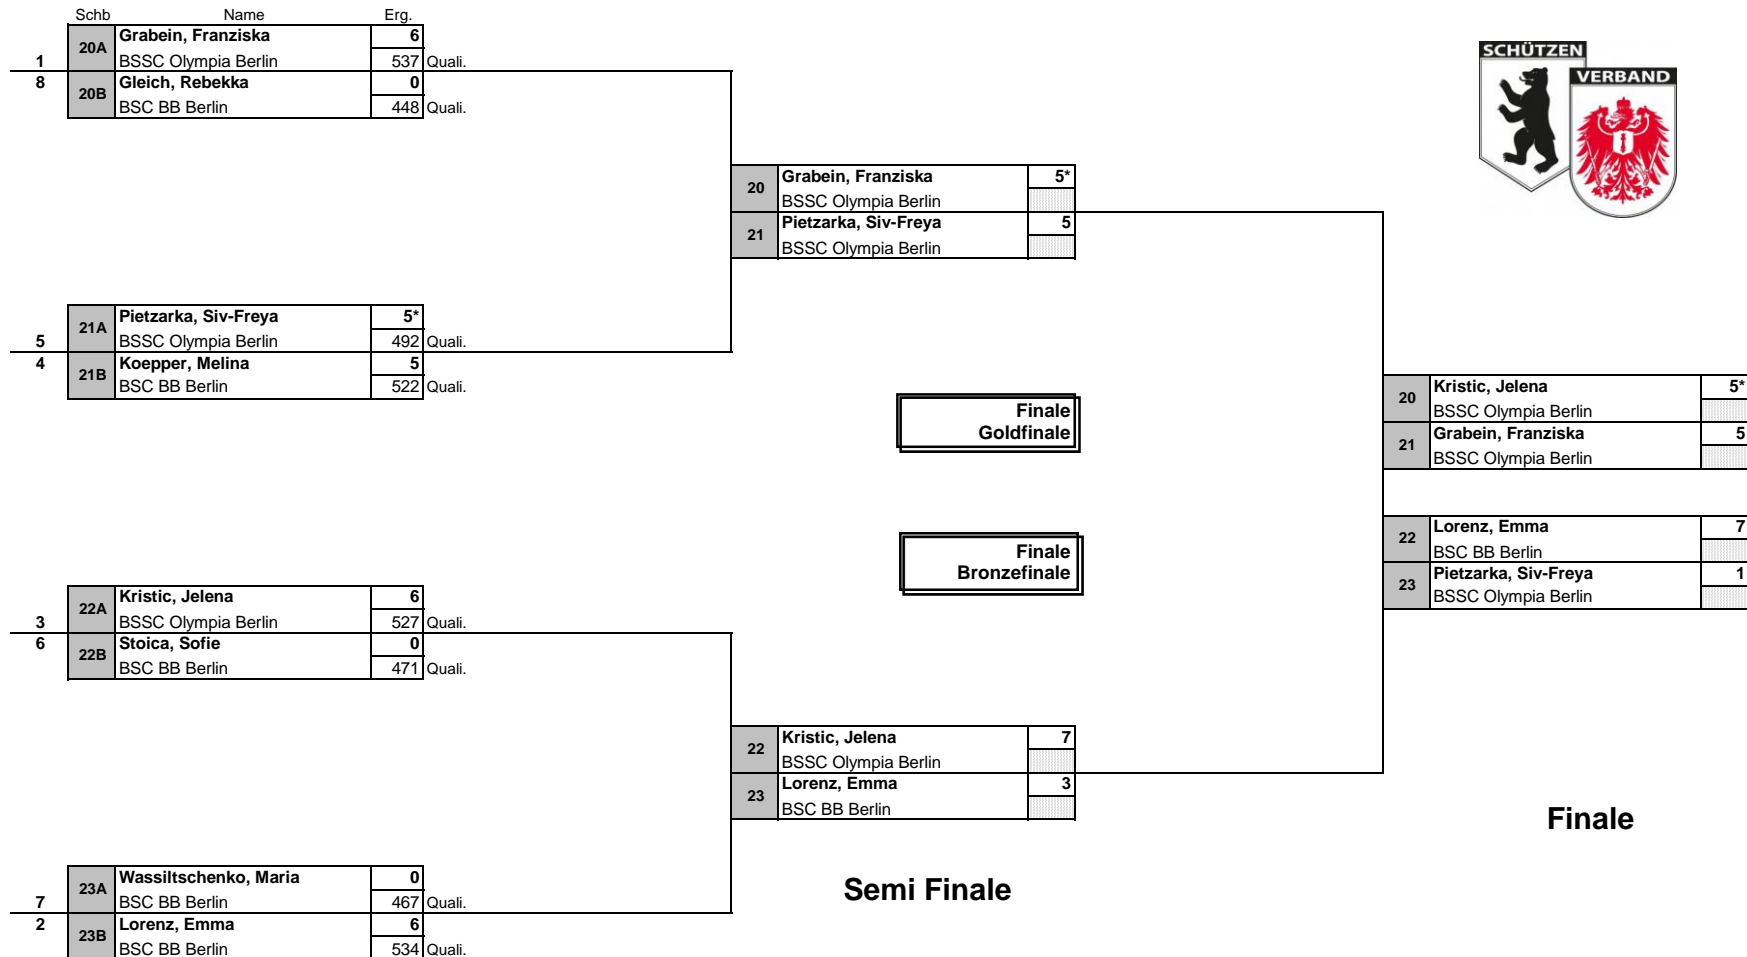 Schb Name Erg.
20A Grabein, Franziska 6
1 BSSC Olympia Berlin 537 Quali.
8 20B Gleich, Rebekka 0
BSC BB Berlin 448 Quali.
SCHÜTZEN
VERBAND
20 Grabein, Franziska 5*
BSSC Olympia Berlin
21 Pietzarka, Siv-Freya 5
BSSC Olympia Berlin
21A Pietzarka, Siv-Freya 5*
5 BSSC Olympia Berlin 492 Quali.
4 21B Koepper, Melina 5
BSC BB Berlin 522 Quali.
Finale
Goldfinale
20 Kristic, Jelena 5*
BSSC Olympia Berlin
21 Grabein, Franziska 5
BSSC Olympia Berlin
Finale
Bronzefinale
22 Lorenz, Emma 7
BSC BB Berlin
23 Pietzarka, Siv-Freya 1
BSSC Olympia Berlin
22A Kristic, Jelena 6
3 BSSC Olympia Berlin 527 Quali.
6 22B Stoica, Sofie 0
BSC BB Berlin 471 Quali.
22 Kristic, Jelena 7
BSSC Olympia Berlin
23 Lorenz, Emma 3
BSC BB Berlin
Finale
Semi Finale
23A Wassiltschenko, Maria 0
7 BSC BB Berlin 467 Quali.
2 23B Lorenz, Emma 6
BSC BB Berlin 534 Quali.